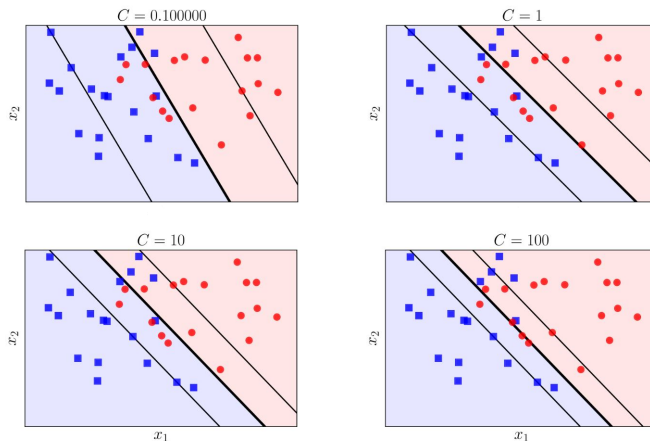 C = 0.100000
C = 1
x₂
x₂
C = 10
C = 100
x₂
x₂
x₁
x₁